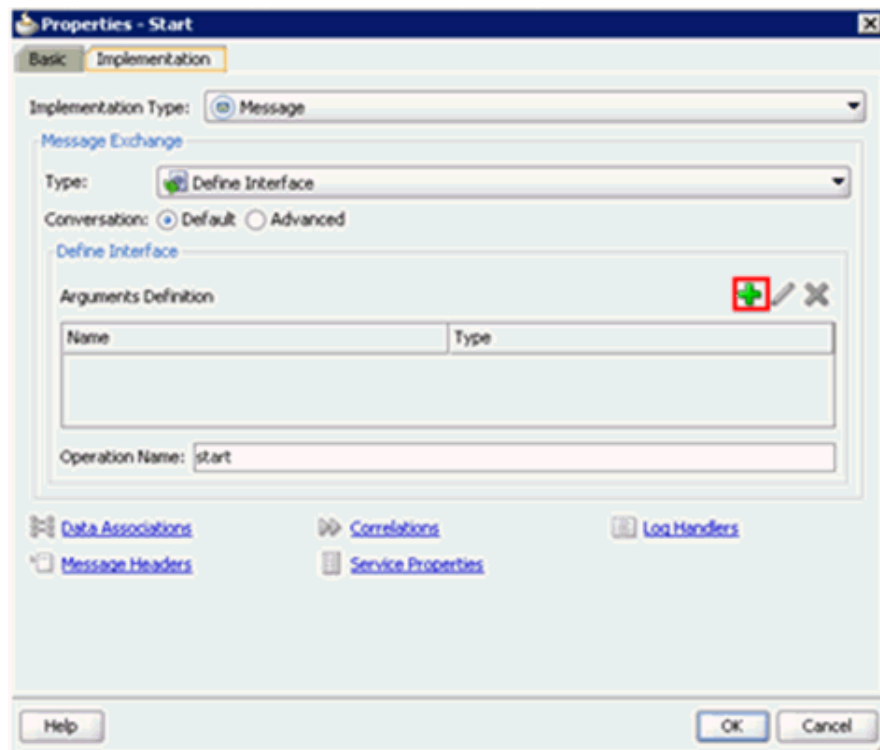 Properties - Start
Basic Implementation
Implementation Type: Message
Message Exchange
Type: Define Interface
Conversation: Default Advanced
Define Interface
Arguments Definition
Name Type
Operation Name: start
Data Associations Correlations Log Handlers
Message Headers Service Properties
Help OK Cancel